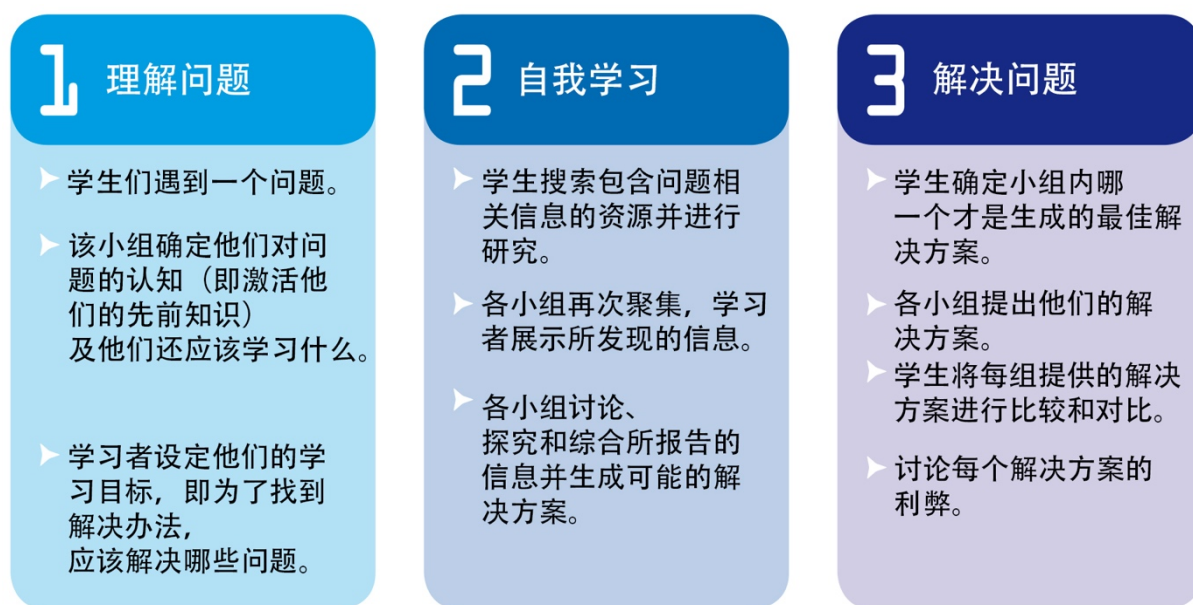 1 理解问题
学生们遇到一个问题。
该小组确定他们对问
题的认知（即激活他
们的先前知识）
及他们还应该学习什么。
学习者设定他们的学
习目标，即为了找到
解决办法，
应该解决哪些问题。
2 自我学习
学生搜索包含问题相
关信息的资源并进行
研究。
各小组再次聚集，学习
者展示所发现的信息。
各小组讨论、
探究和综合所报告的
信息并生成可能的解
决方案。
3 解决问题
学生确定小组内哪
一个才是生成的最佳解
决方案。
各小组提出他们的解
决方案。
学生将每组提供的解决
方案进行比较和对比。
讨论每个解决方案的
利弊。